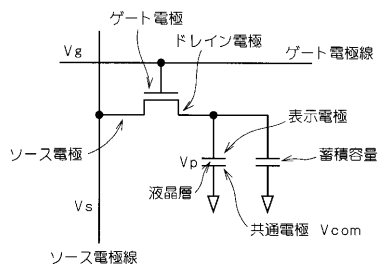 ゲート電極
ドレイン電極
Vg
ゲート電極線
表示電極
ソース電極
Vp
蓄積容量
液晶層
Vs
共通電極 Vcom
ソース電極線